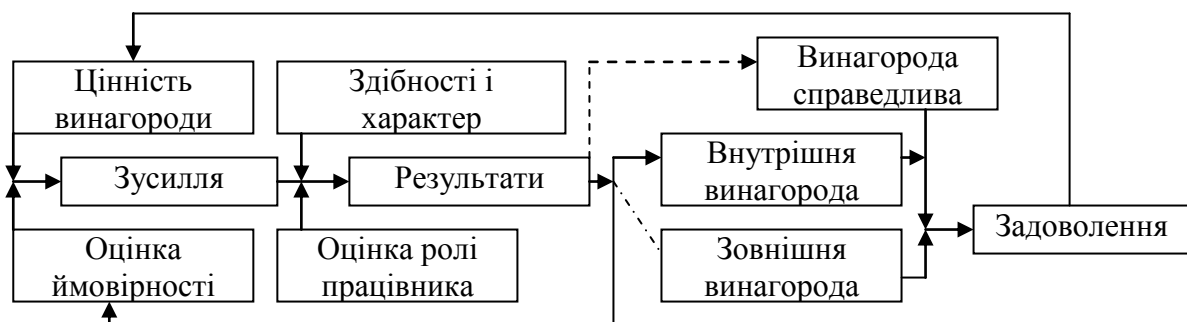 Цінність
винагороди
Здібності і
характер
Винагорода
справедлива
Зусилля
Результати
Внутрішня
винагорода
Оцінка
ймовірності
Оцінка ролі
працівника
Зовнішня
винагорода
Задоволення